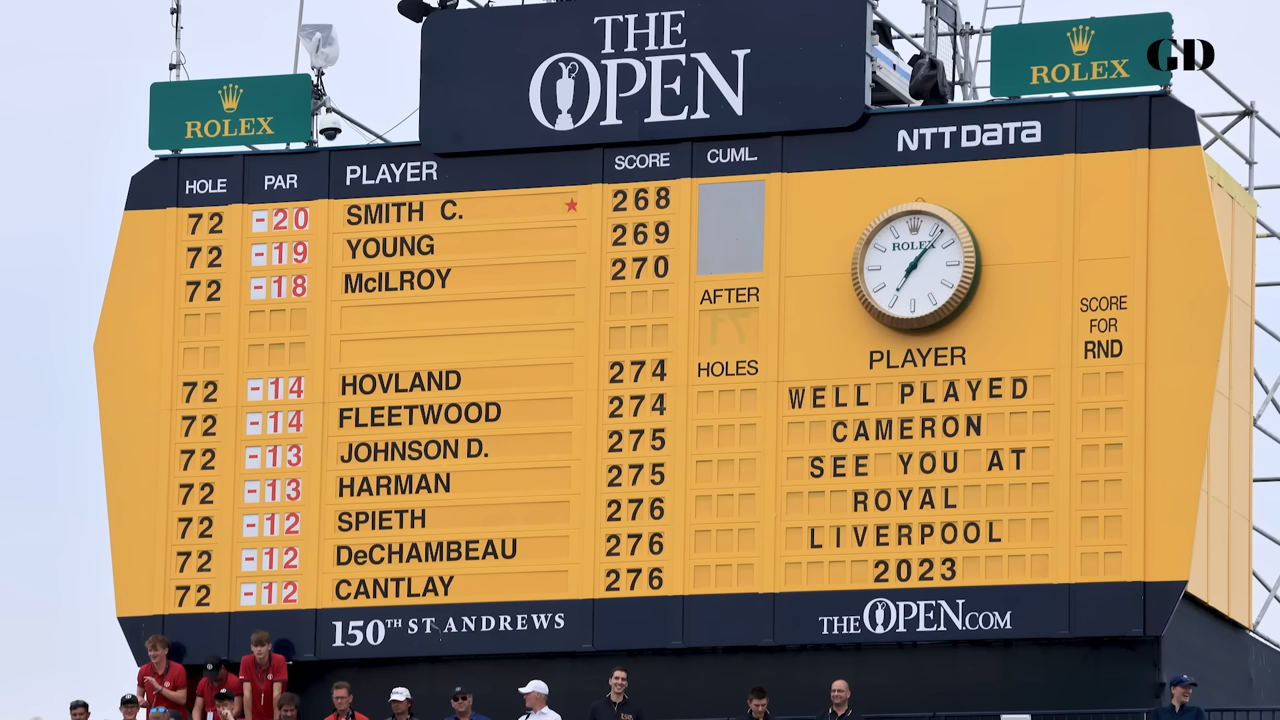 THE
OPEN
ROLEX
ROLEX
GD
NTT DATA
HOLE PAR PLAYER SCORE CUML
72 -20 SMITH C. 268
72 -19 YOUNG 269
72 -18 McILROY 270
72 -14 HOVLAND 274
72 -14 FLEETWOOD 274
72 -13 JOHNSON D. 275
72 -13 HARMAN 275
72 -12 SPIETH 276
72 -12 DeCHAMBEAU 276
72 -12 CANTLAY 276
AFTER
71
HOLES
ROLEX
PLAYER
SCORE
FOR
RND
WELL PLAYED
CAMERON
SEE YOU AT
ROYAL
LIVERPOOL
2023
150TH ST ANDREWS
THE OPEN.COM